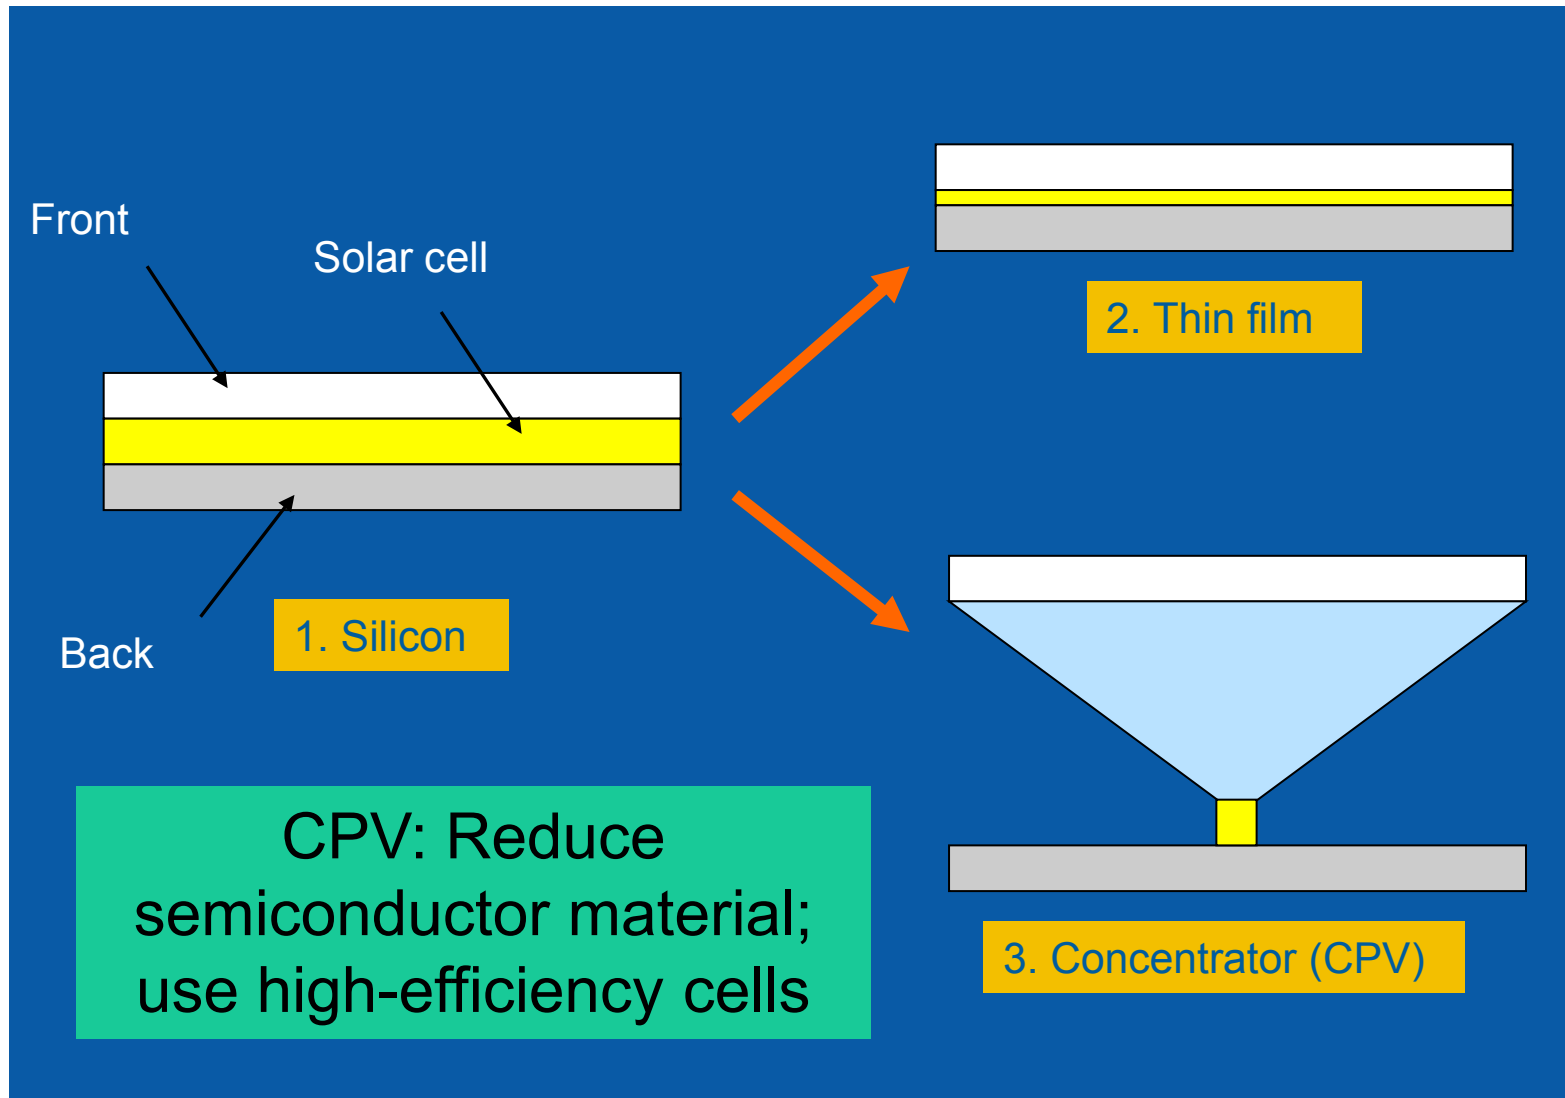 Front
Solar cell
Back
1. Silicon
2. Thin film
CPV: Reduce
semiconductor material;
use high-efficiency cells
3. Concentrator (CPV)